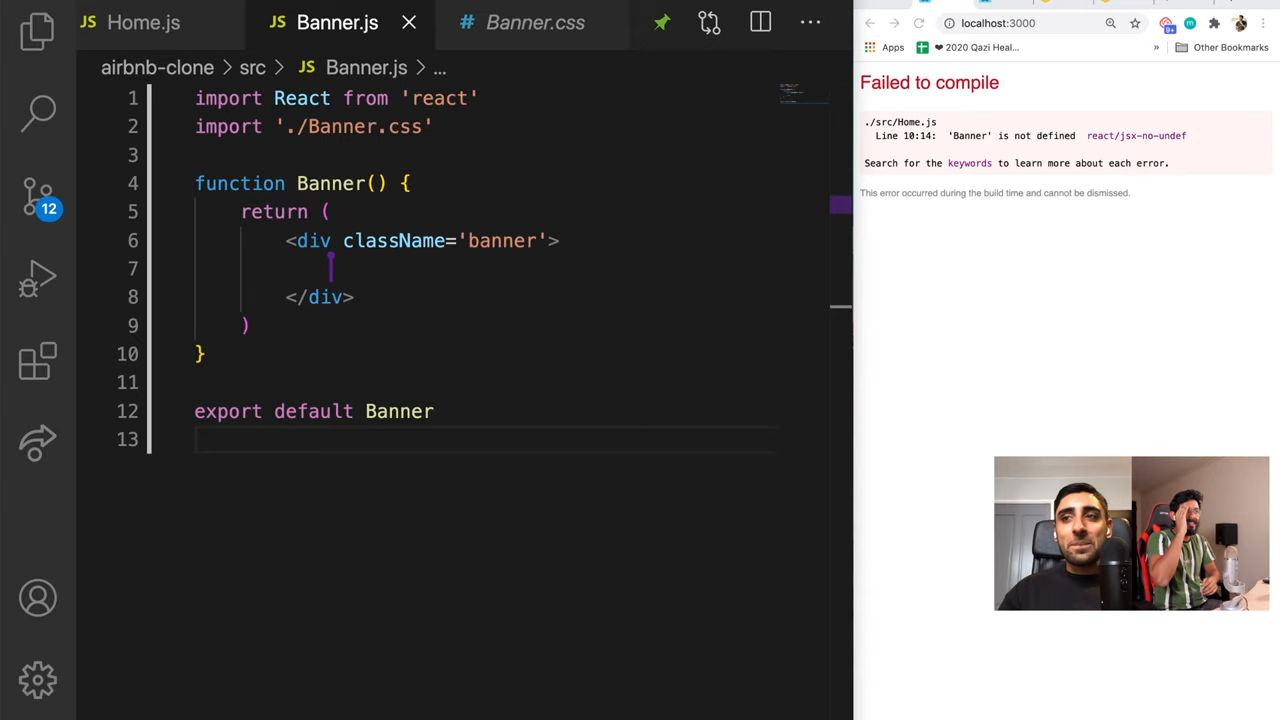 Home.js
Banner.js
Banner.css
airbnb-clone > src > Banner.js > ...
1 import React from 'react'
2 import './Banner.css'
3
4 function Banner() {
5 return (
6 <div className='banner'>
7
8 </div>
9 )
10 }
11
12 export default Banner
13
12
localhost:3000
9+
Apps
❤ 2020 Qazi Heal...
»
Other Bookmarks
Failed to compile
./src/Home.js
Line 10:14: 'Banner' is not defined react/jsx-no-undef
Search for the keywords to learn more about each error.
This error occurred during the build time and cannot be dismissed.